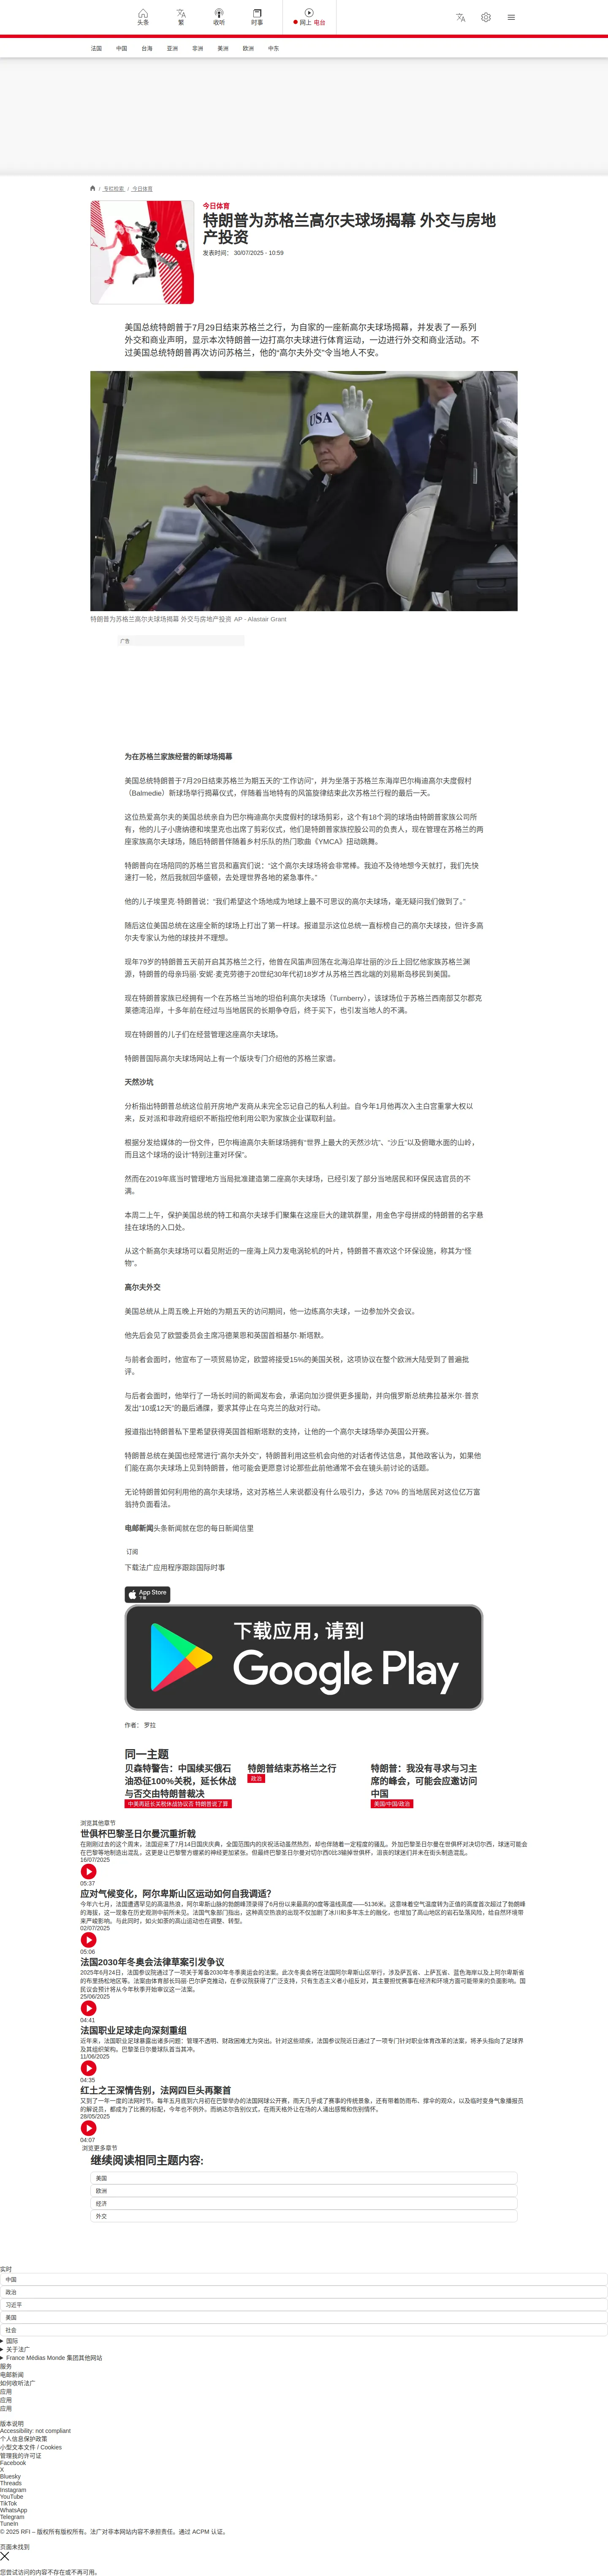 头条
繁
收听
时事
网上 电台
法国 中国 台海 亚洲 非洲 美洲 欧洲 中东
/ 专栏检索 / 今日体育
今日体育
特朗普为苏格兰高尔夫球场揭幕 外交与房地
产投资
发表时间： 30/07/2025 - 10:59
美国总统特朗普于7月29日结束苏格兰之行，为自家的一座新高尔夫球场揭幕，并发表了一系列
外交和商业声明，显示本次特朗普一边打高尔夫球进行体育运动，一边进行外交和商业活动。不
过美国总统特朗普再次访问苏格兰，他的“高尔夫外交”令当地人不安。
USA
特朗普为苏格兰高尔夫球场揭幕 外交与房地产投资 AP - Alastair Grant
广告
为在苏格兰家族经营的新球场揭幕
美国总统特朗普于7月29日结束苏格兰为期五天的“工作访问”，并为坐落于苏格兰东海岸巴尔梅迪高尔夫度假村
（Balmedie）新球场举行揭幕仪式，伴随着当地特有的风笛旋律结束此次苏格兰行程的最后一天。
这位热爱高尔夫的美国总统亲自为巴尔梅迪高尔夫度假村的球场剪彩，这个有18个洞的球场由特朗普家族公司所
有，他的儿子小唐纳德和埃里克也出席了剪彩仪式，他们是特朗普家族控股公司的负责人，现在管理在苏格兰的两
座家族高尔夫球场，随后特朗普伴随着乡村乐队的热门歌曲《YMCA》扭动跳舞。
特朗普向在场陪同的苏格兰官员和嘉宾们说：“这个高尔夫球场将会非常棒。我迫不及待地想今天就打，我们先快
速打一轮，然后我就回华盛顿，去处理世界各地的紧急事件。”
他的儿子埃里克·特朗普说：“我们希望这个场地成为地球上最不可思议的高尔夫球场，毫无疑问我们做到了。”
随后这位美国总统在这座全新的球场上打出了第一杆球。报道显示这位总统一直标榜自己的高尔夫球技，但许多高
尔夫专家认为他的球技并不理想。
现年79岁的特朗普五天前开启其苏格兰之行，他曾在风笛声回荡在北海沿岸壮丽的沙丘上回忆他家族苏格兰渊
源，特朗普的母亲玛丽·安妮·麦克劳德于20世纪30年代初18岁才从苏格兰西北端的刘易斯岛移民到美国。
现在特朗普家族已经拥有一个在苏格兰当地的坦伯利高尔夫球场（Turnberry），该球场位于苏格兰西南部艾尔郡克
莱德湾沿岸，十多年前在经过与当地居民的长期争夺后，终于买下，也引发当地人的不满。
现在特朗普的儿子们在经营管理这座高尔夫球场。
特朗普国际高尔夫球场网站上有一个版块专门介绍他的苏格兰家谱。
天然沙坑
分析指出特朗普总统这位前开房地产发商从未完全忘记自己的私人利益。自今年1月他再次入主白宫重掌大权以
来，反对派和非政府组织不断指控他利用公职为家族企业谋取利益。
根据分发给媒体的一份文件，巴尔梅迪高尔夫新球场拥有“世界上最大的天然沙坑”、“沙丘”以及俯瞰水面的山岭，
而且这个球场的设计“特别注重对环保”。
然而在2019年底当时管理地方当局批准建造第二座高尔夫球场，已经引发了部分当地居民和环保民选官员的不
满。
本周二上午，保护美国总统的特工和高尔夫球手们聚集在这座巨大的建筑群里，用金色字母拼成的特朗普的名字悬
挂在球场的入口处。
从这个新高尔夫球场可以看见附近的一座海上风力发电涡轮机的叶片，特朗普不喜欢这个环保设施，称其为“怪
物”。
高尔夫外交
美国总统从上周五晚上开始的为期五天的访问期间，他一边练高尔夫球，一边参加外交会议。
他先后会见了欧盟委员会主席冯德莱恩和英国首相基尔·斯塔默。
与前者会面时，他宣布了一项贸易协定，欧盟将接受15%的美国关税，这项协议在整个欧洲大陆受到了普遍批
评。
与后者会面时，他举行了一场长时间的新闻发布会，承诺向加沙提供更多援助，并向俄罗斯总统弗拉基米尔·普京
发出“10或12天”的最后通牒，要求其停止在乌克兰的敌对行动。
报道指出特朗普私下里希望获得英国首相斯塔默的支持，让他的一个高尔夫球场举办英国公开赛。
特朗普总统在美国也经常进行“高尔夫外交”，特朗普利用这些机会向他的对话者传达信息，其他政客认为，如果他
们能在高尔夫球场上见到特朗普，他可能会更愿意讨论那些此前他通常不会在镜头前讨论的话题。
无论特朗普如何利用他的高尔夫球场，这对苏格兰人来说都没有什么吸引力，多达 70% 的当地居民对这位亿万富
翁持负面看法。
电邮新闻头条新闻就在您的每日新闻信里
订阅
下载法广应用程序跟踪国际时事
App Store
下载
下载应用，请到
Google Play
作者： 罗拉
同一主题
贝森特警告：中国续买俄石
油恐征100%关税，延长休战
与否交由特朗普裁决
中美两延长关税休战协议否 特朗普说了算
特朗普结束苏格兰之行
政治
特朗普：我没有寻求与习主
席的峰会，可能会应邀访问
中国
美国/中国/政治
浏览其他章节
世俱杯巴黎圣日尔曼沉重折戟
在刚刚过去的这个周末，法国迎来了7月14日国庆庆典，全国范围内的庆祝活动虽然热烈，却也伴随着一定程度的骚乱。外加巴黎圣日尔曼在世俱杯对决切尔西，球迷可能会
在巴黎等地制造出混乱，这更是让巴黎警方绷紧的神经更加紧张。但最终巴黎圣日尔曼对切尔西0比3输掉世俱杯，沮丧的球迷们并未在街头制造混乱。
16/07/2025
05:37
应对气候变化，阿尔卑斯山区运动如何自我调适？
今年六七月，法国遭遇罕见的高温热浪，阿尔卑斯山脉的勃朗峰顶录得了6月份以来最高的0度等温线高度——5136米。这意味着空气温度转为正值的高度首次超过了勃朗峰
的海拔，这一现象在历史观测中前所未见。法国气象部门指出，这种高空热浪的出现不仅加剧了冰川和多年冻土的融化，也增加了高山地区的岩石坠落风险，给自然环境带
来严峻影响。与此同时，如火如荼的高山运动也在调整、转型。
02/07/2025
05:06
法国2030年冬奥会法律草案引发争议
2025年6月24日，法国参议院通过了一项关于筹备2030年冬季奥运会的法案。此次冬奥会将在法国阿尔卑斯山区举行，涉及萨瓦省、上萨瓦省、蓝色海岸以及上阿尔卑斯省
的布里扬松地区等。法案由体育部长玛丽·巴尔萨克推动，在参议院获得了广泛支持，只有生态主义者小组反对，其主要担忧赛事在经济和环境方面可能带来的负面影响。国
民议会预计将从今年秋季开始审议这一法案。
25/06/2025
04:41
法国职业足球走向深刻重组
近年来，法国职业足球暴露出诸多问题：管理不透明、财政困难尤为突出。针对这些顽疾，法国参议院近日通过了一项专门针对职业体育改革的法案，将矛头指向了足球界
及其组织架构。巴黎圣日尔曼球队首当其冲。
11/06/2025
04:35
红土之王深情告别，法网四巨头再聚首
又到了一年一度的法网时节。每年五月底到六月初在巴黎举办的法国网球公开赛，雨天几乎成了赛事的传统景象，还有带着防雨布、撑伞的观众，以及临时变身气象播报员
的解说员，都成为了比赛的标配，今年也不例外。而纳达尔告别仪式，在雨天格外让在场的人涌出感慨和伤别情怀。
28/05/2025
04:07
浏览更多章节
继续阅读相同主题内容:
美国
欧洲
经济
外交
实时
中国
政治
习近平
美国
社会
国际
关于法广
France Médias Monde 集团其他网站
服务
电邮新闻
如何收听法广
应用
应用
应用
版本说明
Accessibility: not compliant
个人信息保护政策
小型文本文件 / Cookies
管理我的许可证
Facebook
X
Bluesky
Threads
Instagram
YouTube
TikTok
WhatsApp
Telegram
TuneIn
© 2025 RFI – 版权所有版权所有。法广对非本网站内容不承担责任。通过 ACPM 认证。
页面未找到
您尝试访问的内容不存在或不再可用。